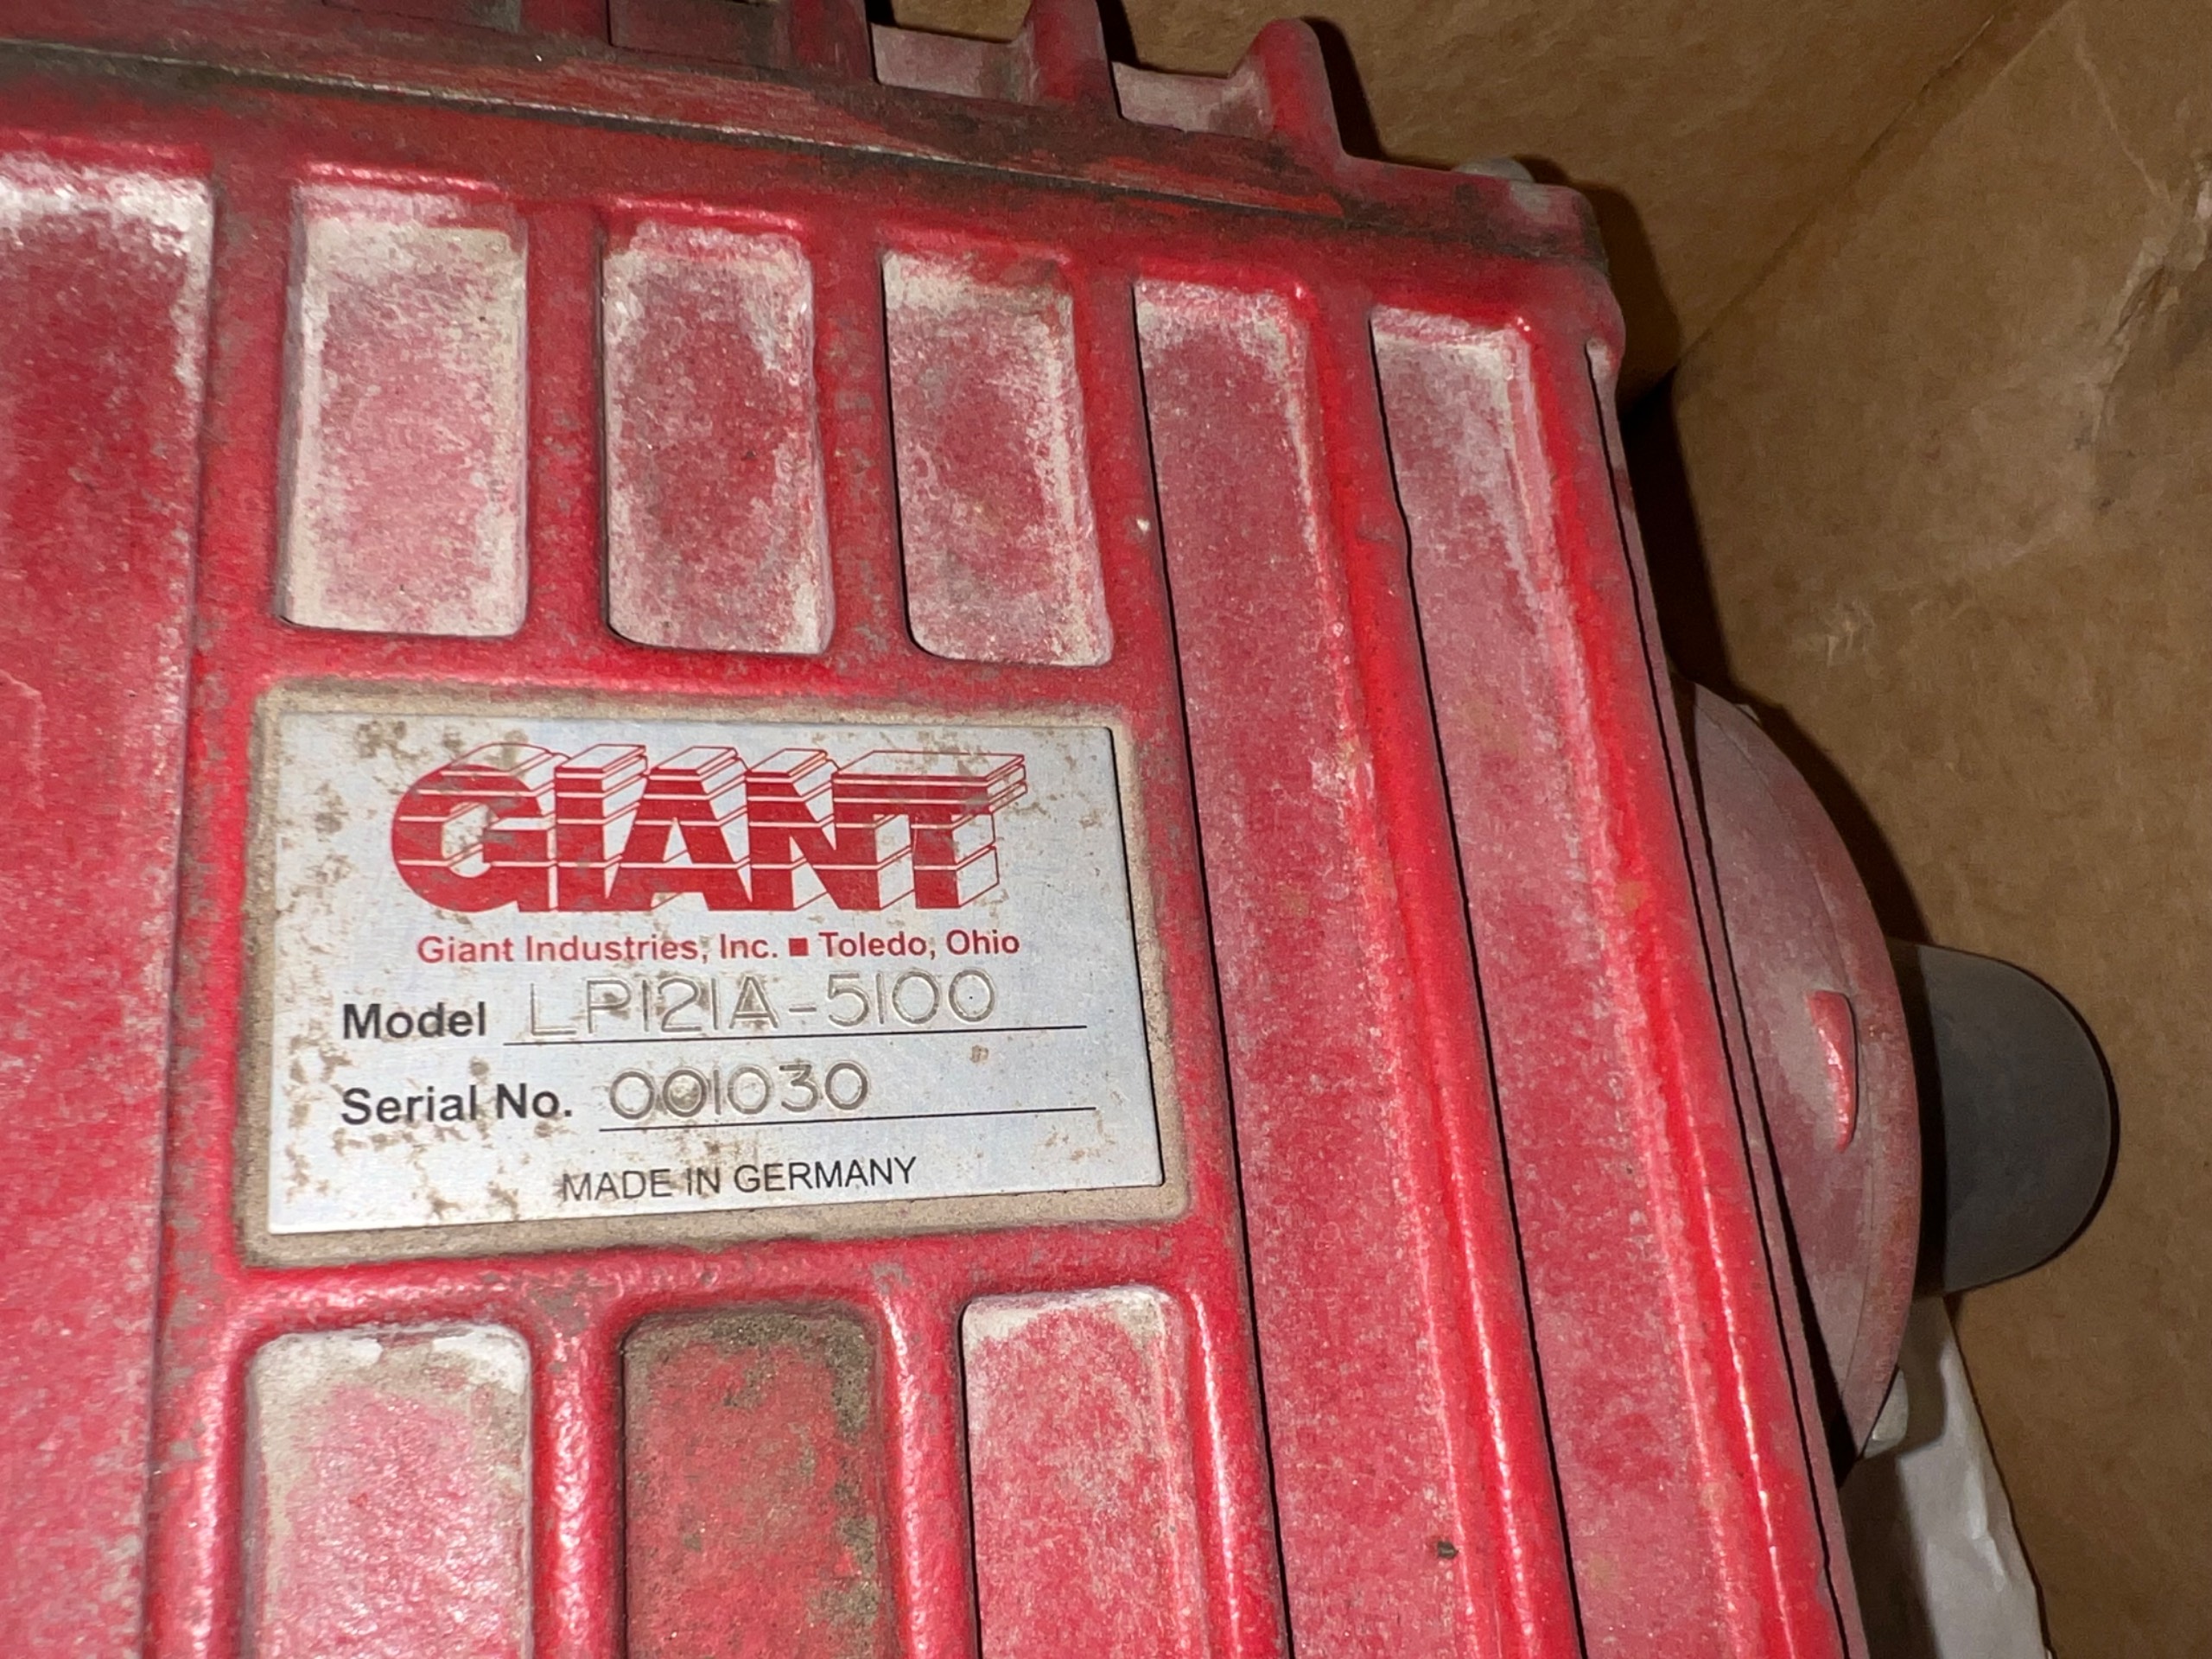 GIANT
Giant Industries, Inc. ■ Toledo, Ohio
Model LP121A-5100
Serial No. 001030
MADE IN GERMANY